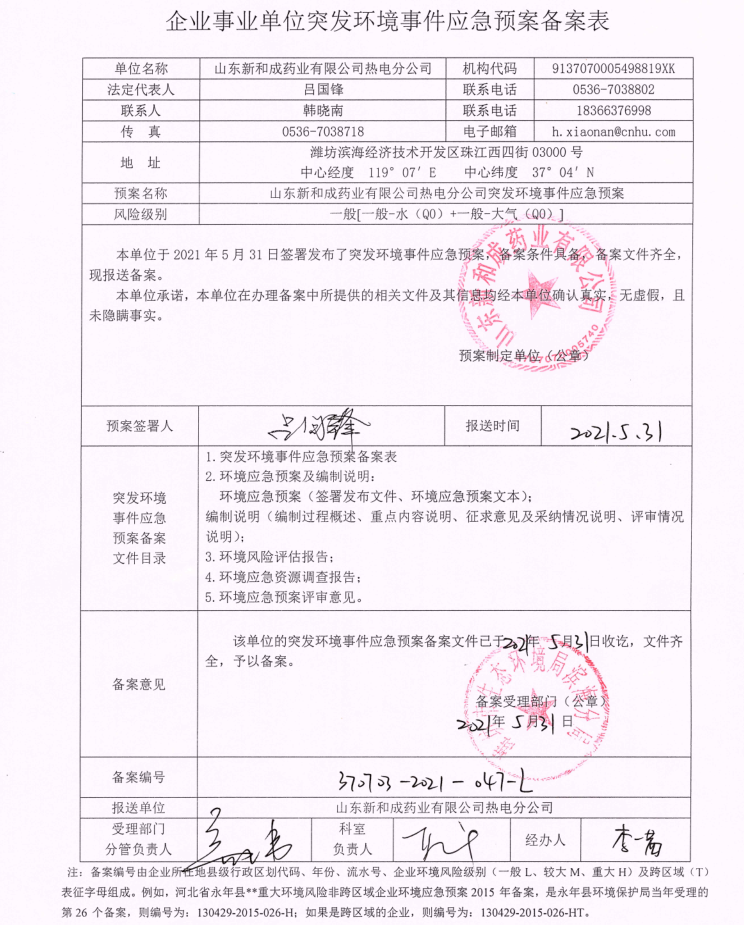 企业事业单位突发环境事件应急预案备案表
单位名称 山东新和成药业有限公司热电分公司 机构代码 9137070005498819XK
法定代表人 吕国锋 联系电话 0536-7038802
联系人 韩晓南 联系电话 18366376998
传 真 0536-7038718 电子邮箱 h.xiaonan@cnhu.com
地 址 潍坊滨海经济技术开发区珠江西四街 03000 号
中心经度 119°07′E 中心纬度 37°04′N
预案名称 山东新和成药业有限公司热电分公司突发环境事件应急预案
风险级别 一般[一般-水（Q0）+一般-大气（Q0）]
本单位于 2021 年 5 月 31 日签署发布了突发环境事件应急预案，备案条件具备，备案文件齐全，
现报送备案。
本单位承诺，本单位在办理备案中所提供的相关文件及其信息均经本单位确认真实，无虚假，且
未隐瞒事实。
山东新和成药业有限公司
预案制定单位（公章）
预案签署人 吕国锋 报送时间 2021.5.31
突发环境
事件应急
预案备案
文件目录
1.突发环境事件应急预案备案表
2.环境应急预案及编制说明：
环境应急预案（签署发布文件、环境应急预案文本）；
编制说明（编制过程概述、重点内容说明、征求意见及采纳情况说明、评审情况
说明）；
3.环境风险评估报告；
4.环境应急资源调查报告；
5.环境应急预案评审意见。
备案意见
该单位的突发环境事件应急预案备案文件已于2021年 5月31日收讫，文件齐
全，予以备案。
生态环境局滨海分局
备案受理部门（公章）
2021年 5月31日
备案编号 370703-2021-047-L
报送单位 山东新和成药业有限公司热电分公司
受理部门
分管负责人
科室
负责人
经办人 李一茜
注：备案编号由企业所在地县级行政区划代码、年份、流水号、企业环境风险级别（一般 L、较大 M、重大 H）及跨区域（T）
表征字母组成。例如，河北省永年县**重大环境风险非跨区域企业环境应急预案 2015 年备案，是永年县环境保护局当年受理的
第 26 个备案，则编号为：130429-2015-026-H；如果是跨区域的企业，则编号为：130429-2015-026-HT。